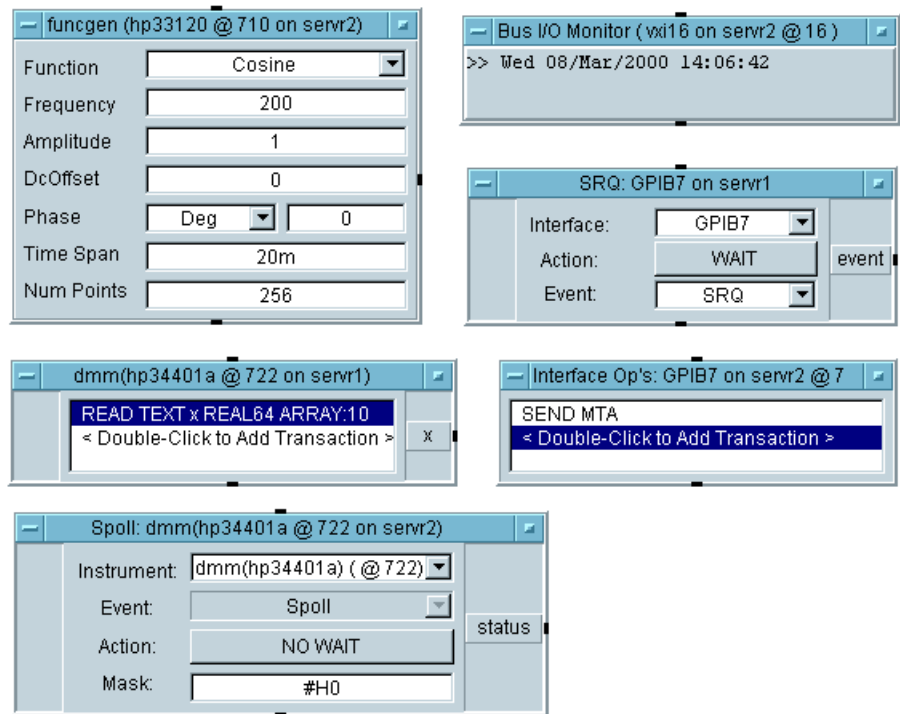 funcgen (hp33120 @ 710 on servr2)
Function Cosine
Frequency 200
Amplitude 1
DcOffset 0
Phase Deg 0
Time Span 20m
Num Points 256
Bus I/O Monitor ( vxi16 on servr2 @ 16 )
>> Wed 08/Mar/2000 14:06:42
SRQ: GPIB7 on servr1
Interface: GPIB7
Action: WAIT event
Event: SRQ
dmm(hp34401a @ 722 on servr1)
READ TEXT x REAL64 ARRAY:10
< Double-Click to Add Transaction > x
Interface Op's: GPIB7 on servr2 @ 7
SEND MTA
< Double-Click to Add Transaction >
Spoll: dmm(hp34401a @ 722 on servr2)
Instrument: dmm(hp34401a) ( @ 722)
Event: Spoll
status
Action: NO WAIT
Mask: #H0